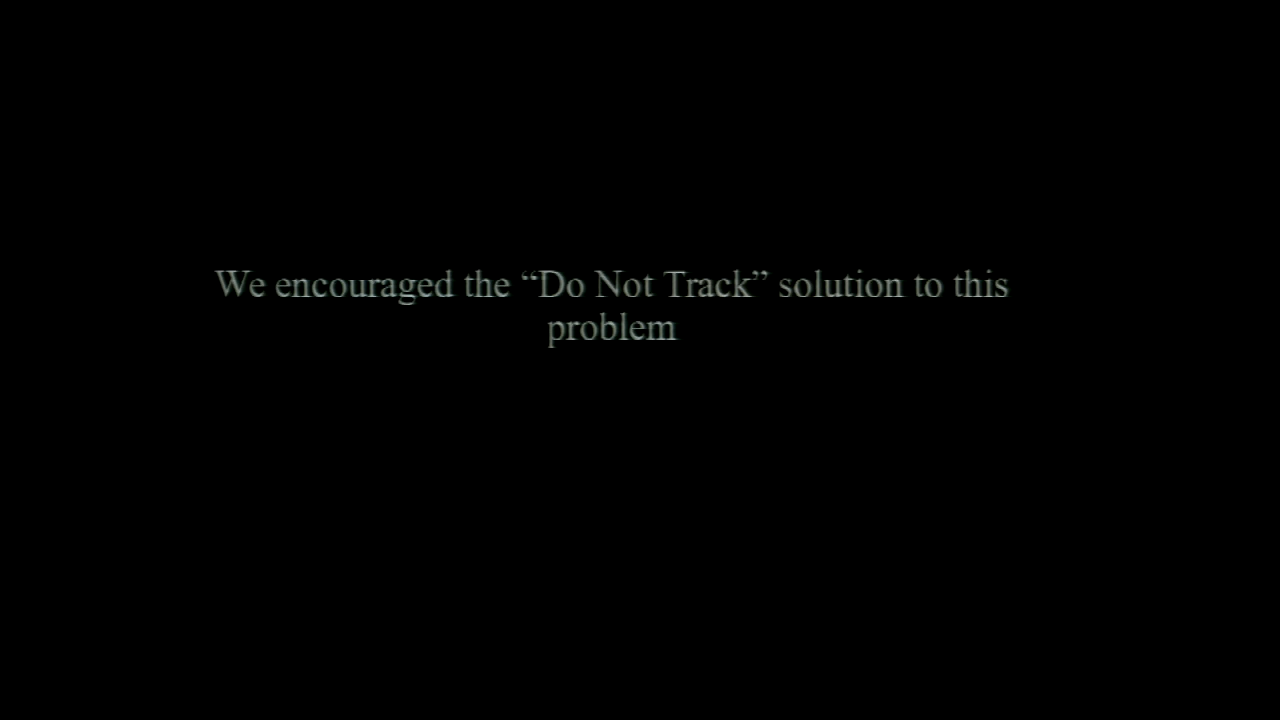 We encouraged the “Do Not Track” solution to this
problem